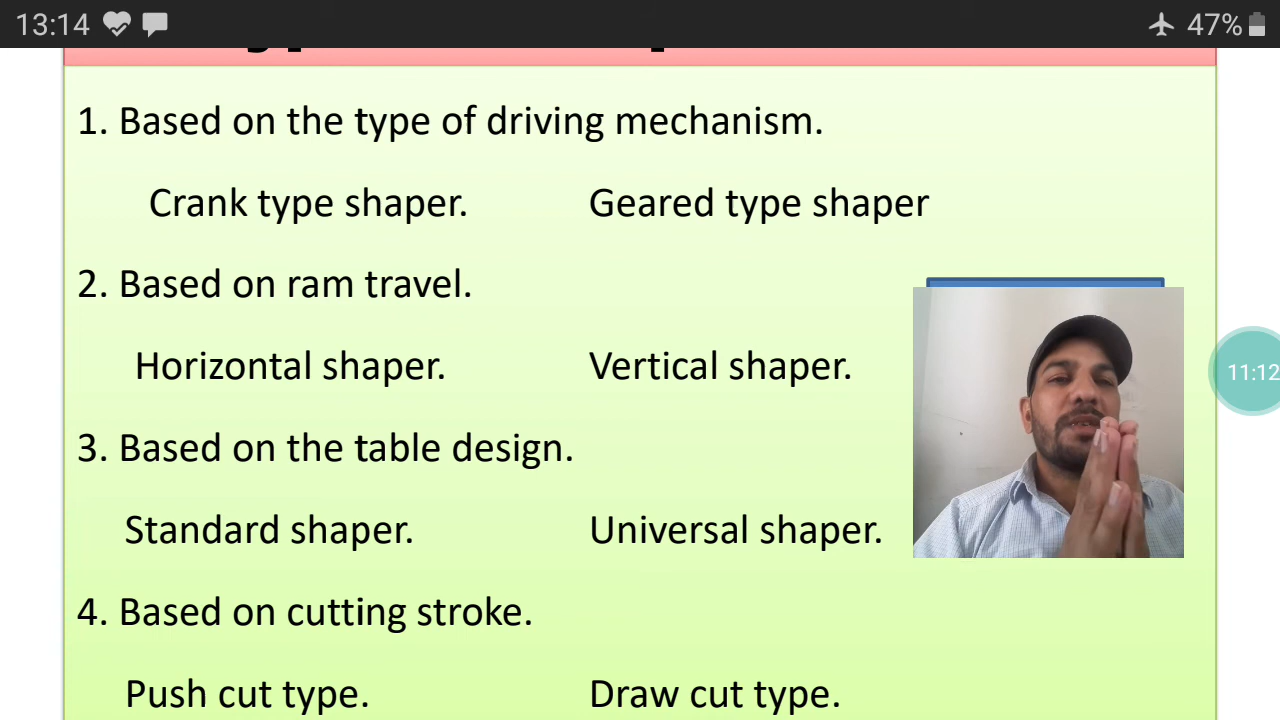 13:14 47%
1. Based on the type of driving mechanism.
Crank type shaper. Geared type shaper
2. Based on ram travel.
Horizontal shaper. Vertical shaper.
11:12
3. Based on the table design.
Standard shaper. Universal shaper.
4. Based on cutting stroke.
Push cut type. Draw cut type.